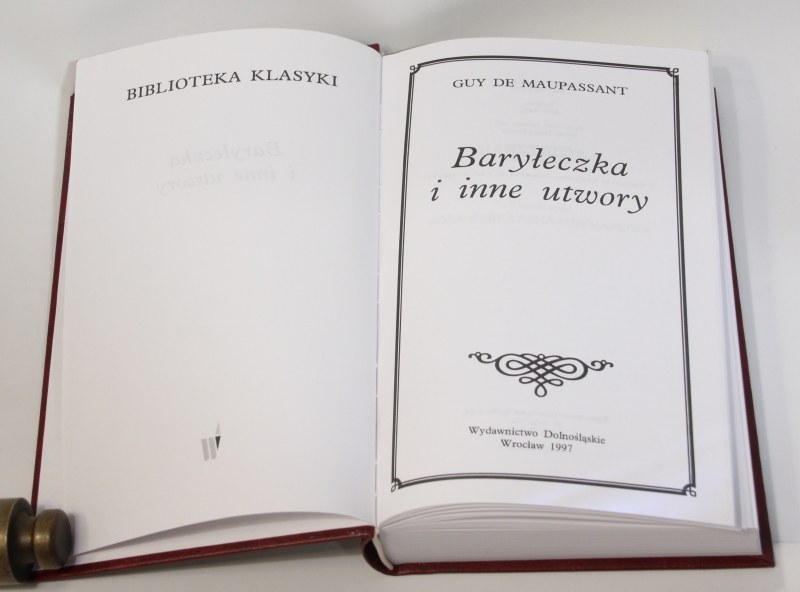 BIBLIOTEKA KLASYKI
GUY DE MAUPASSANT
Baryłeczka
i inne utwory
Wydawnictwo Dolnośląskie
Wrocław 1997